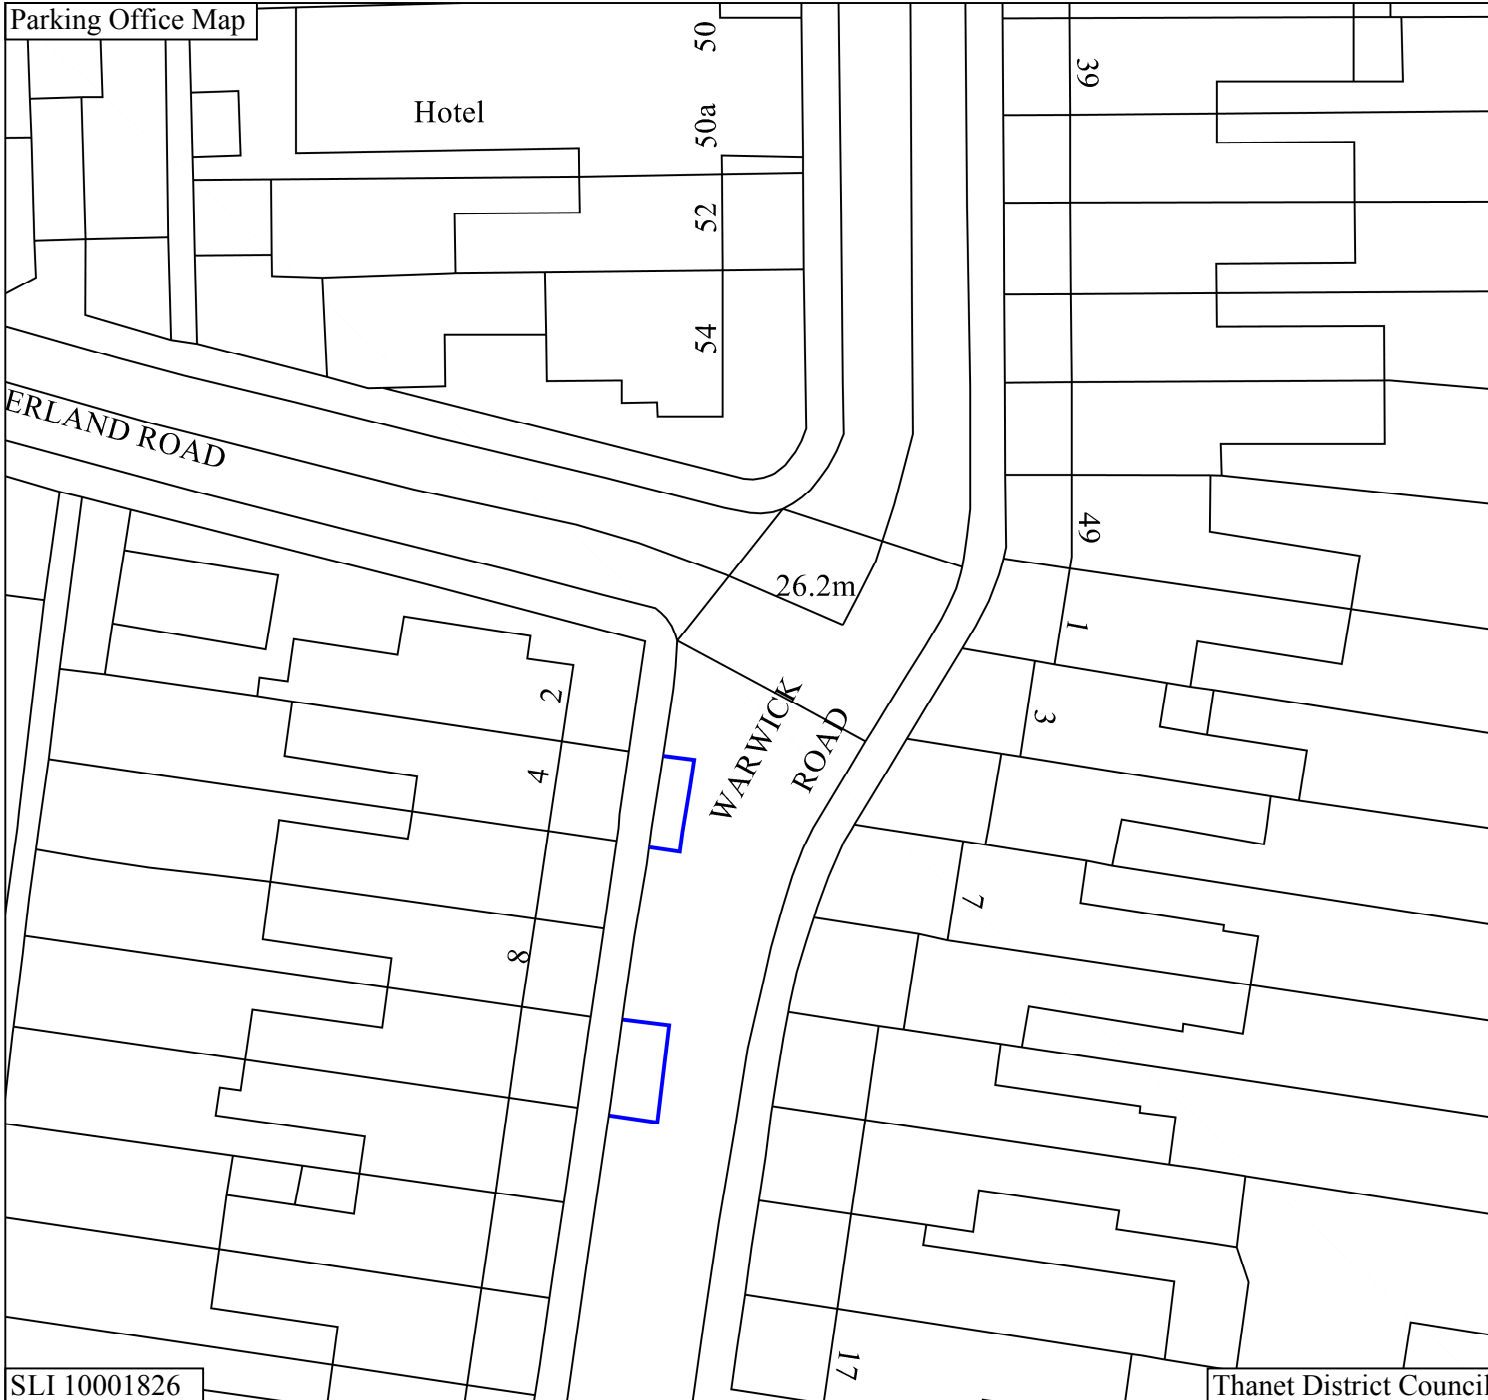 Parking Office Map
50
39
Hotel
50a
52
54
ERLAND ROAD
49
26.2m
1
2
WARWICK
ROAD
3
4
7
8
17
SLI 10001826
Thanet District Council